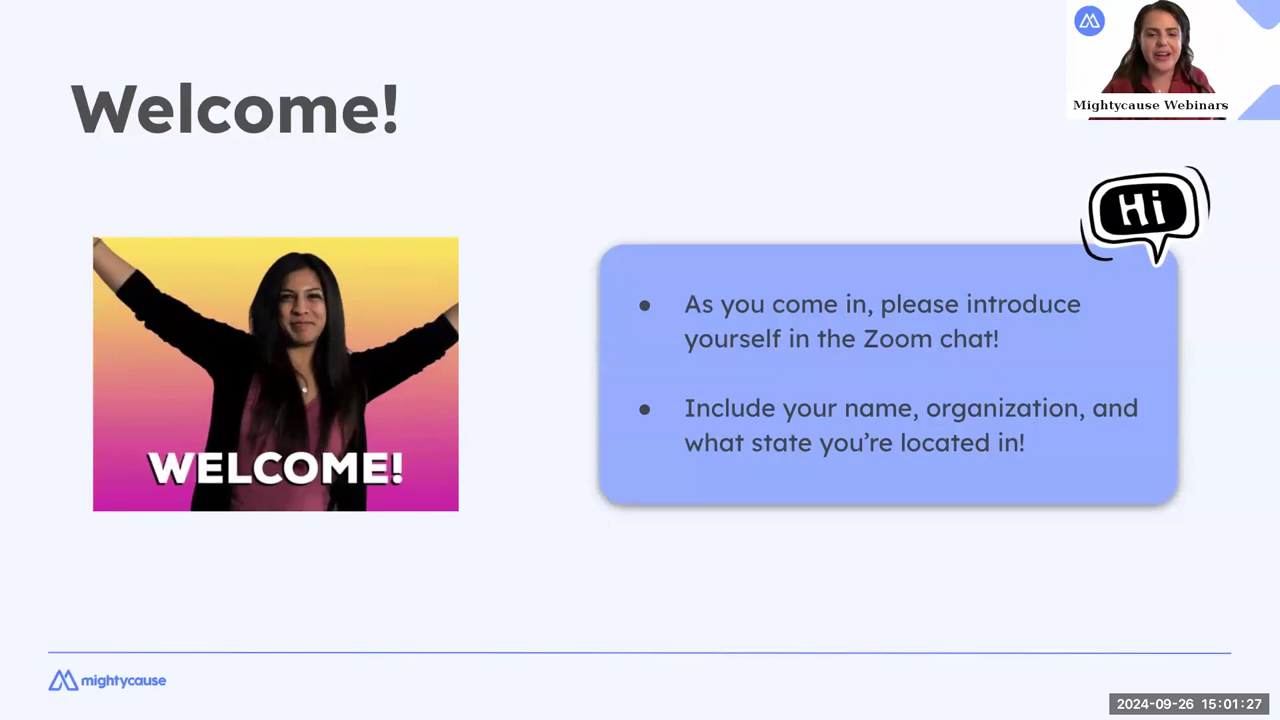 Welcome!
Mightycause Webinars
Hi
WELCOME!
● As you come in, please introduce
yourself in the Zoom chat!
● Include your name, organization, and
what state you’re located in!
mightycause
2024-09-26 15:01:27